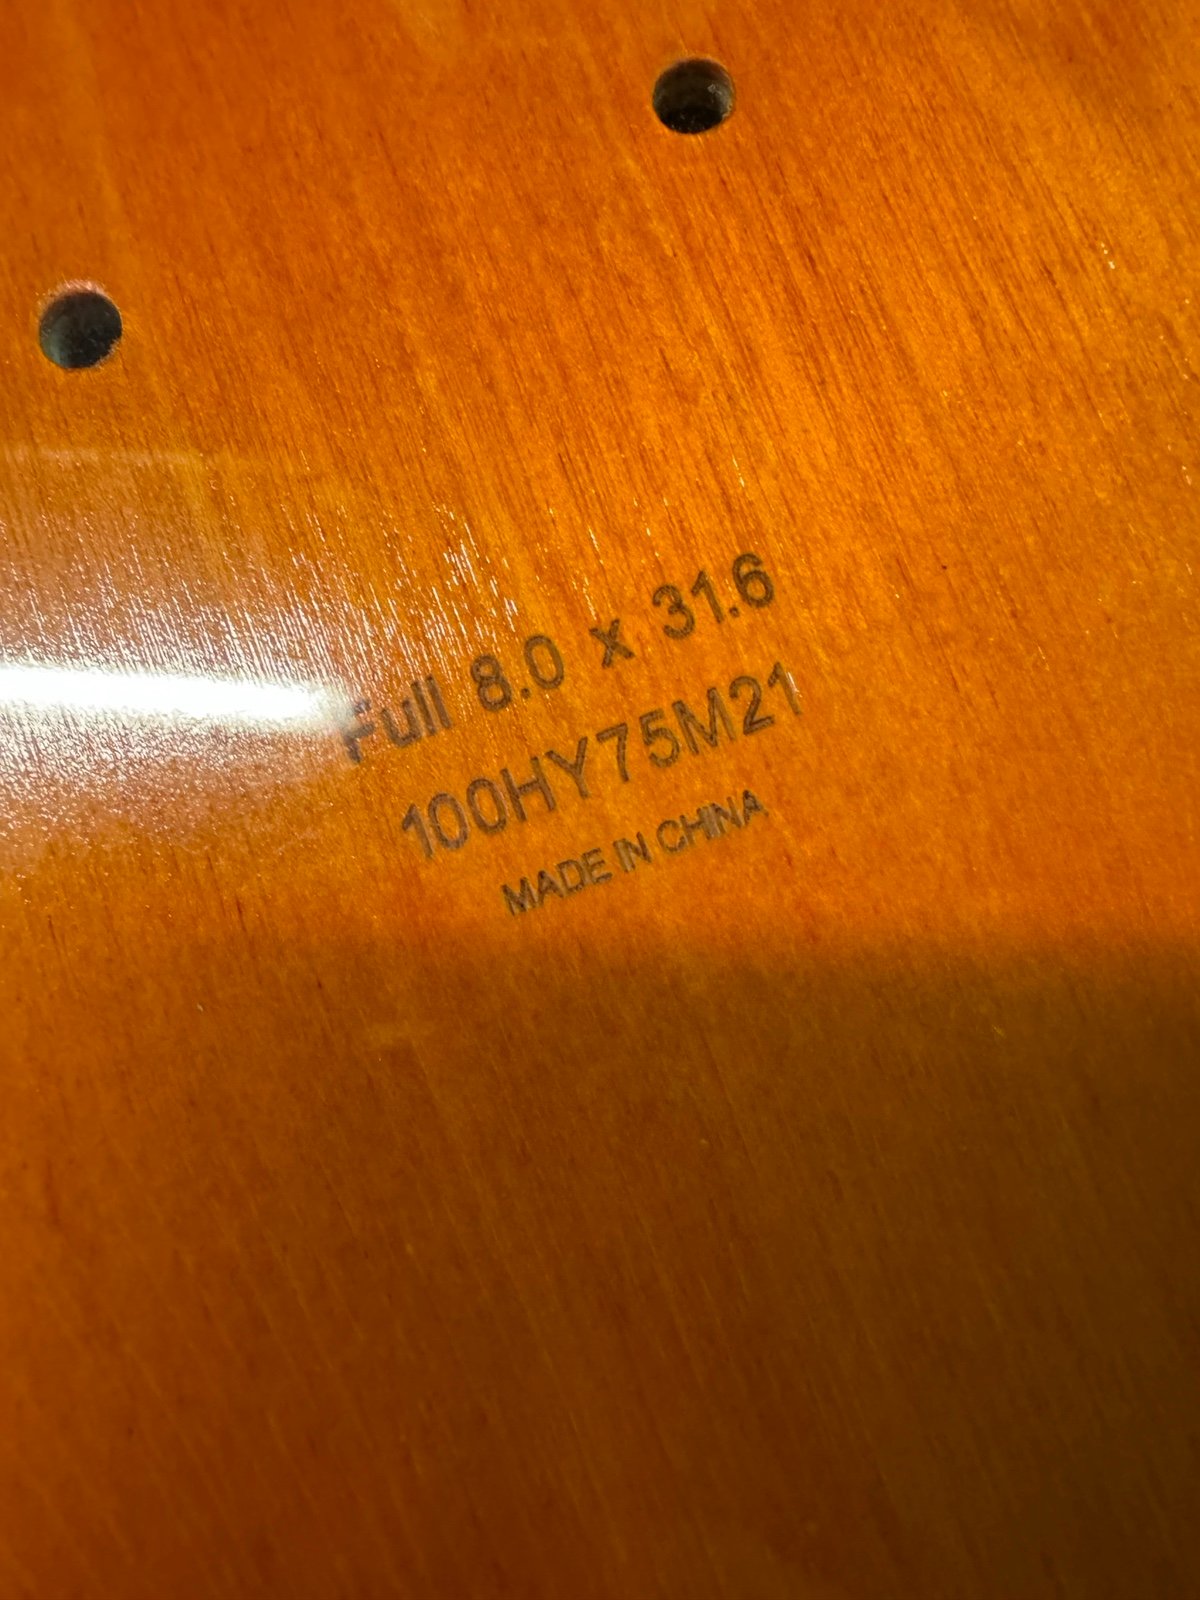 Full 8.0 x 31.6
100HY75M21
MADE IN CHINA